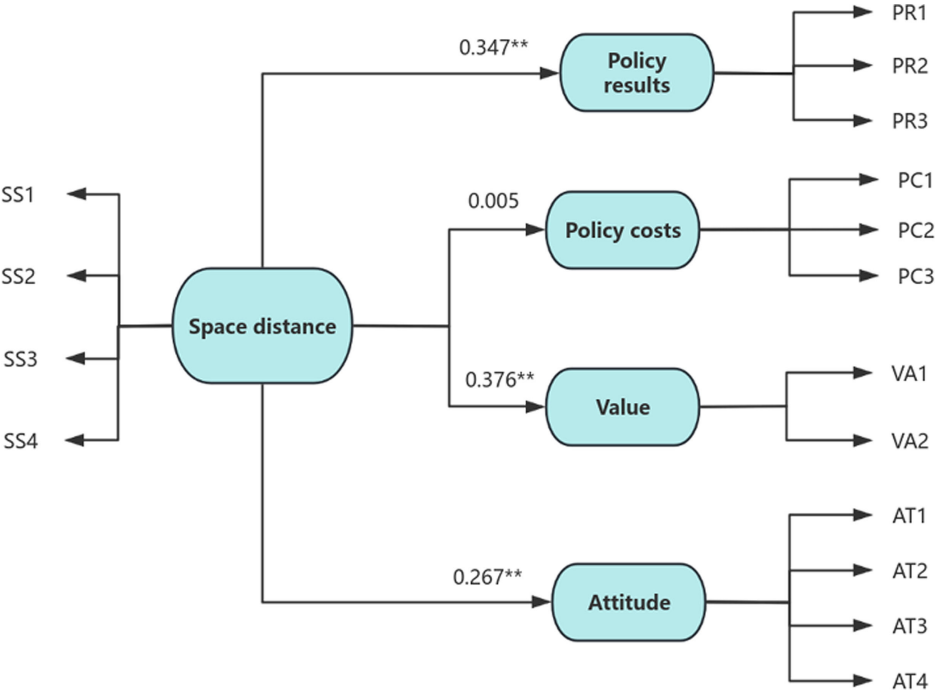 PR1
0.347**
Policy
results
PR2
PR3
SS1
SS2
SS3
SS4
Space distance
0.005
Policy costs
PC1
PC2
PC3
0.376**
Value
VA1
VA2
0.267**
Attitude
AT1
AT2
AT3
AT4